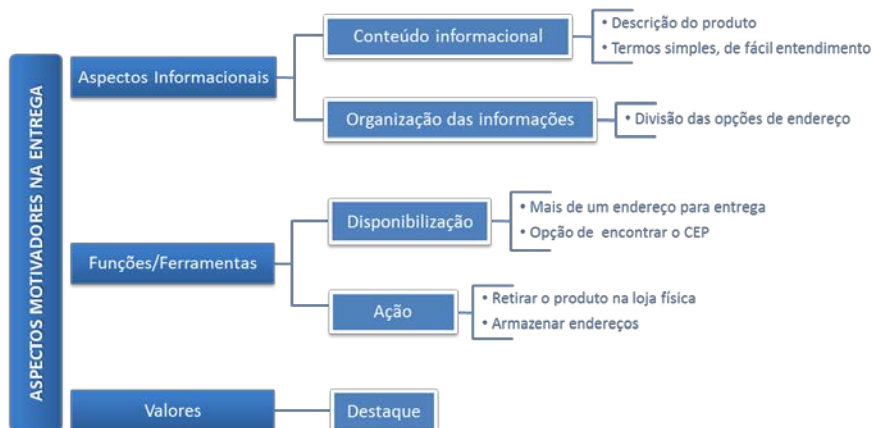 ASPECTOS MOTIVADORES NA ENTREGA
Aspectos Informacionais
Conteúdo informacional
• Descrição do produto
• Termos simples, de fácil entendimento
Organização das informações
• Divisão das opções de endereço
Funções/Ferramentas
Disponibilização
• Mais de um endereço para entrega
• Opção de encontrar o CEP
Ação
• Retirar o produto na loja física
• Armazenar endereços
Valores
Destaque